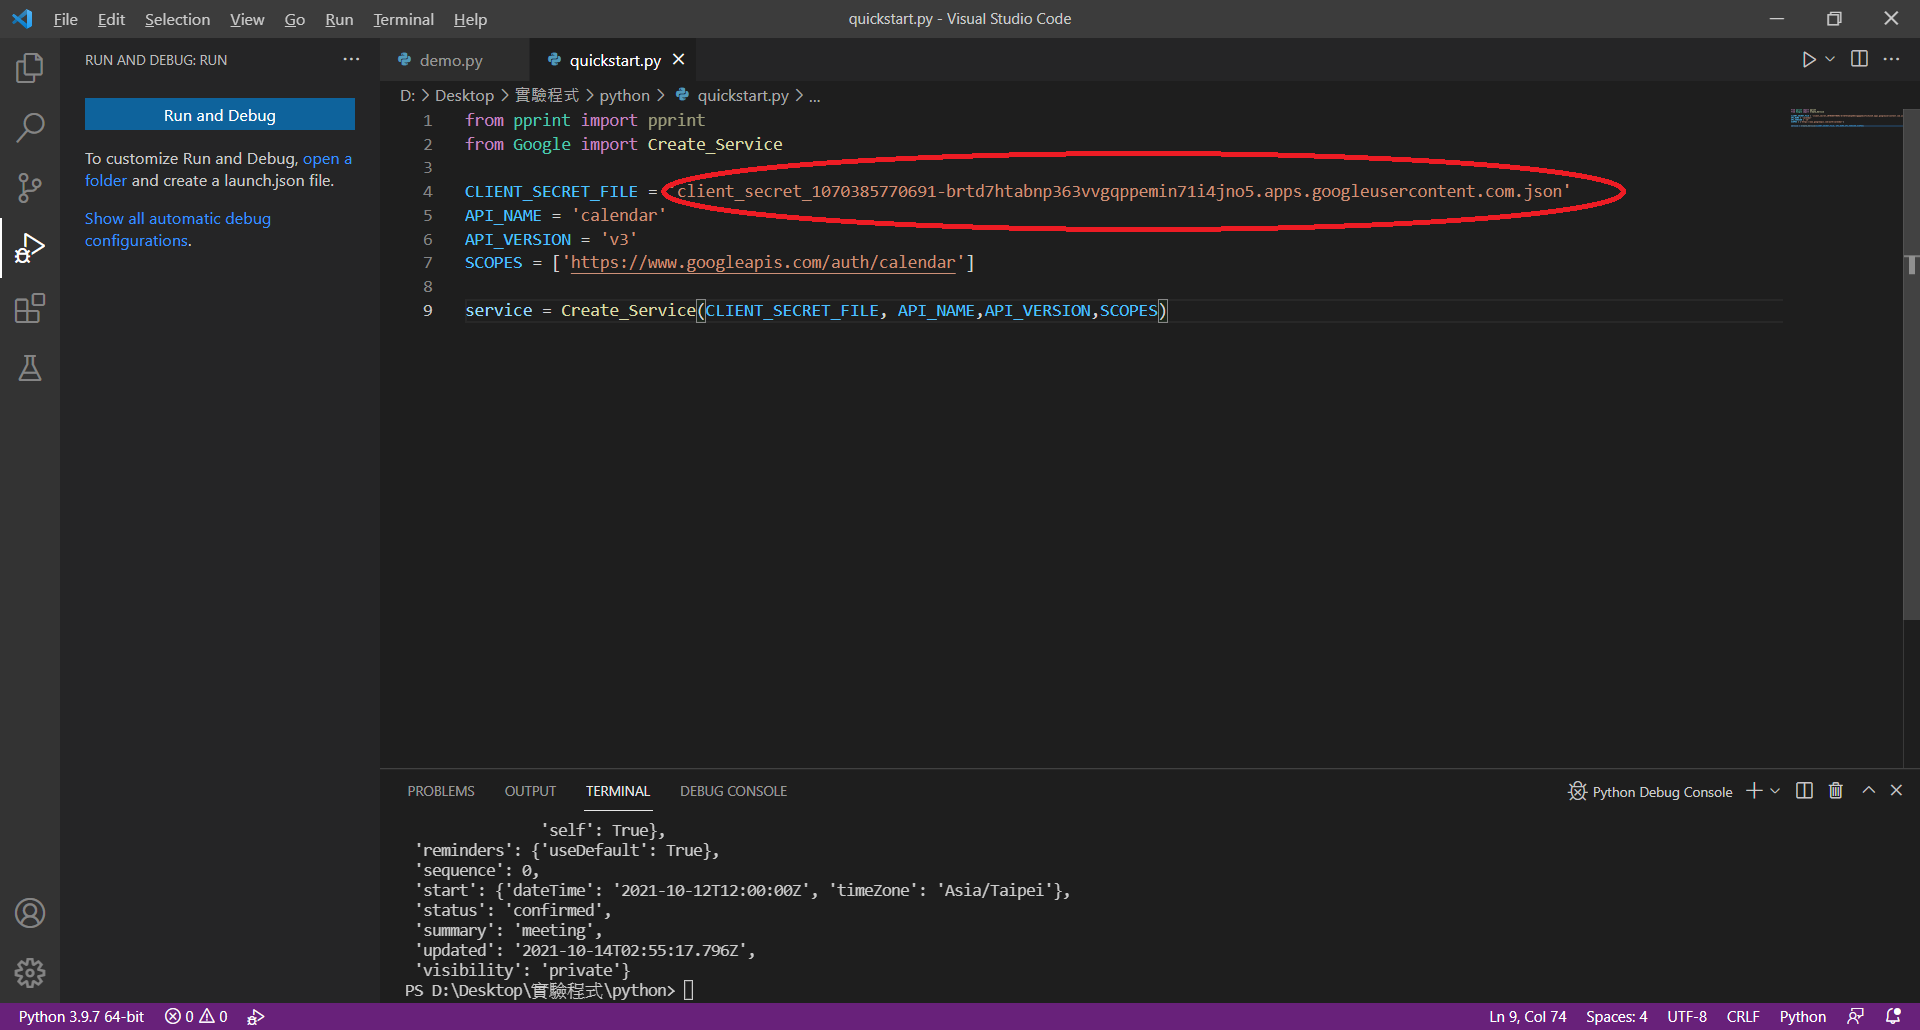 File Edit Selection View Go Run Terminal Help
quickstart.py - Visual Studio Code
RUN AND DEBUG: RUN
Run and Debug
To customize Run and Debug, open a
folder and create a launch.json file.
Show all automatic debug
configurations.
demo.py
quickstart.py
D: > Desktop > 實驗程式 > python > quickstart.py > ...
1 from pprint import pprint
2 from Google import Create_Service
3
4 CLIENT_SECRET_FILE = 'client_secret_1070385770691-brtd7htabnp363vvgqppemin71i4jno5.apps.googleusercontent.com.json'
5 API_NAME = 'calendar'
6 API_VERSION = 'v3'
7 SCOPES = ['https://www.googleapis.com/auth/calendar']
8
9 service = Create_Service(CLIENT_SECRET_FILE, API_NAME,API_VERSION,SCOPES)
PROBLEMS OUTPUT TERMINAL DEBUG CONSOLE
Python Debug Console
'self': True},
'reminders': {'useDefault': True},
'sequence': 0,
'start': {'dateTime': '2021-10-12T12:00:00Z', 'timeZone': 'Asia/Taipei'},
'status': 'confirmed',
'summary': 'meeting',
'updated': '2021-10-14T02:55:17.796Z',
'visibility': 'private'}
PS D:\Desktop\實驗程式\python>
Python 3.9.7 64-bit 0 0
Ln 9, Col 74 Spaces: 4 UTF-8 CRLF Python